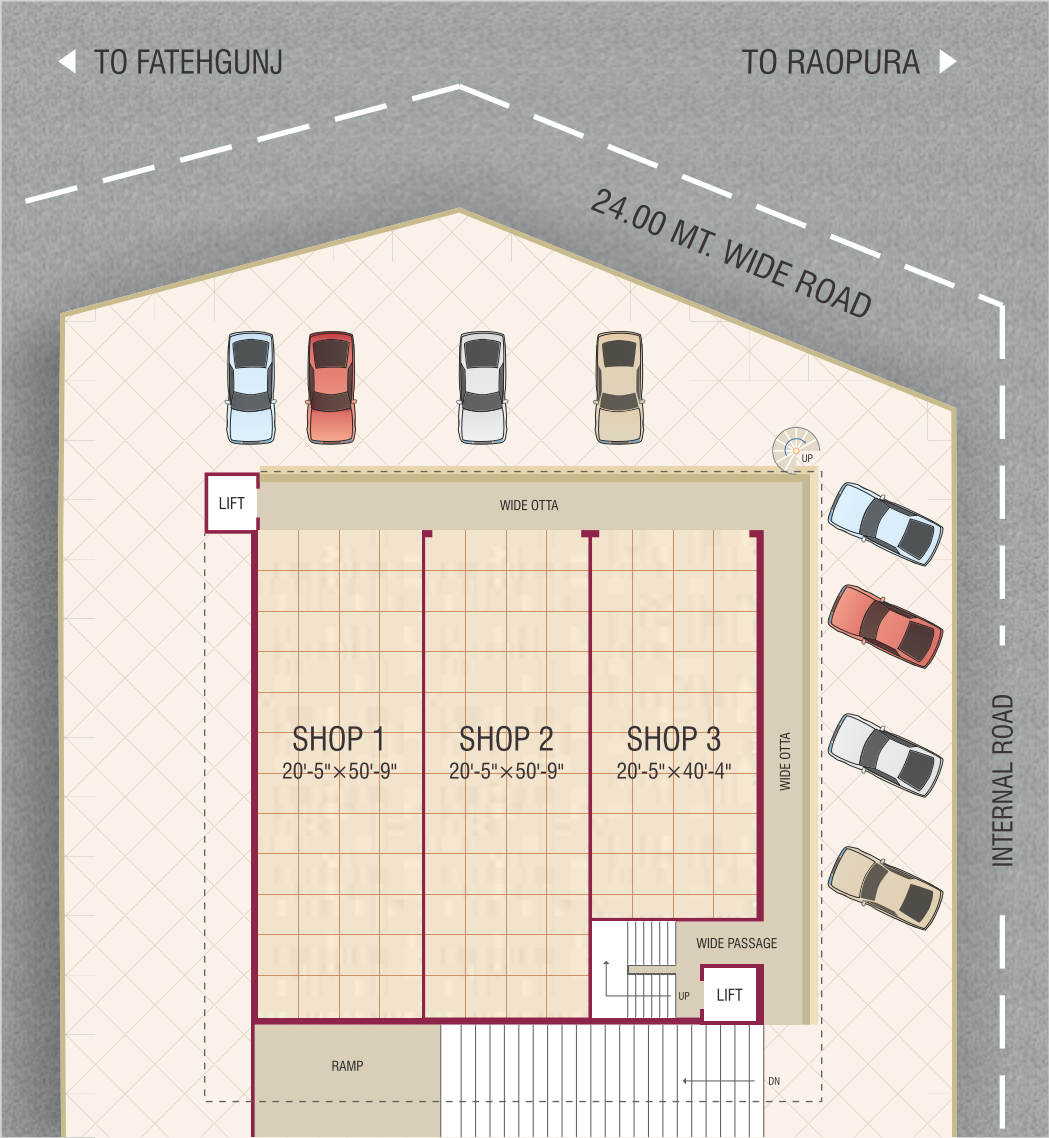 TO FATEHGUNJ
TO RAOPURA
24.00 MT. WIDE ROAD
UP
LIFT
WIDE OTTA
SHOP 1
20'-5"×50'-9"
SHOP 2
20'-5"×50'-9"
SHOP 3
20'-5"×40'-4"
WIDE OTTA
INTERNAL ROAD
WIDE PASSAGE
UP
LIFT
RAMP
DN